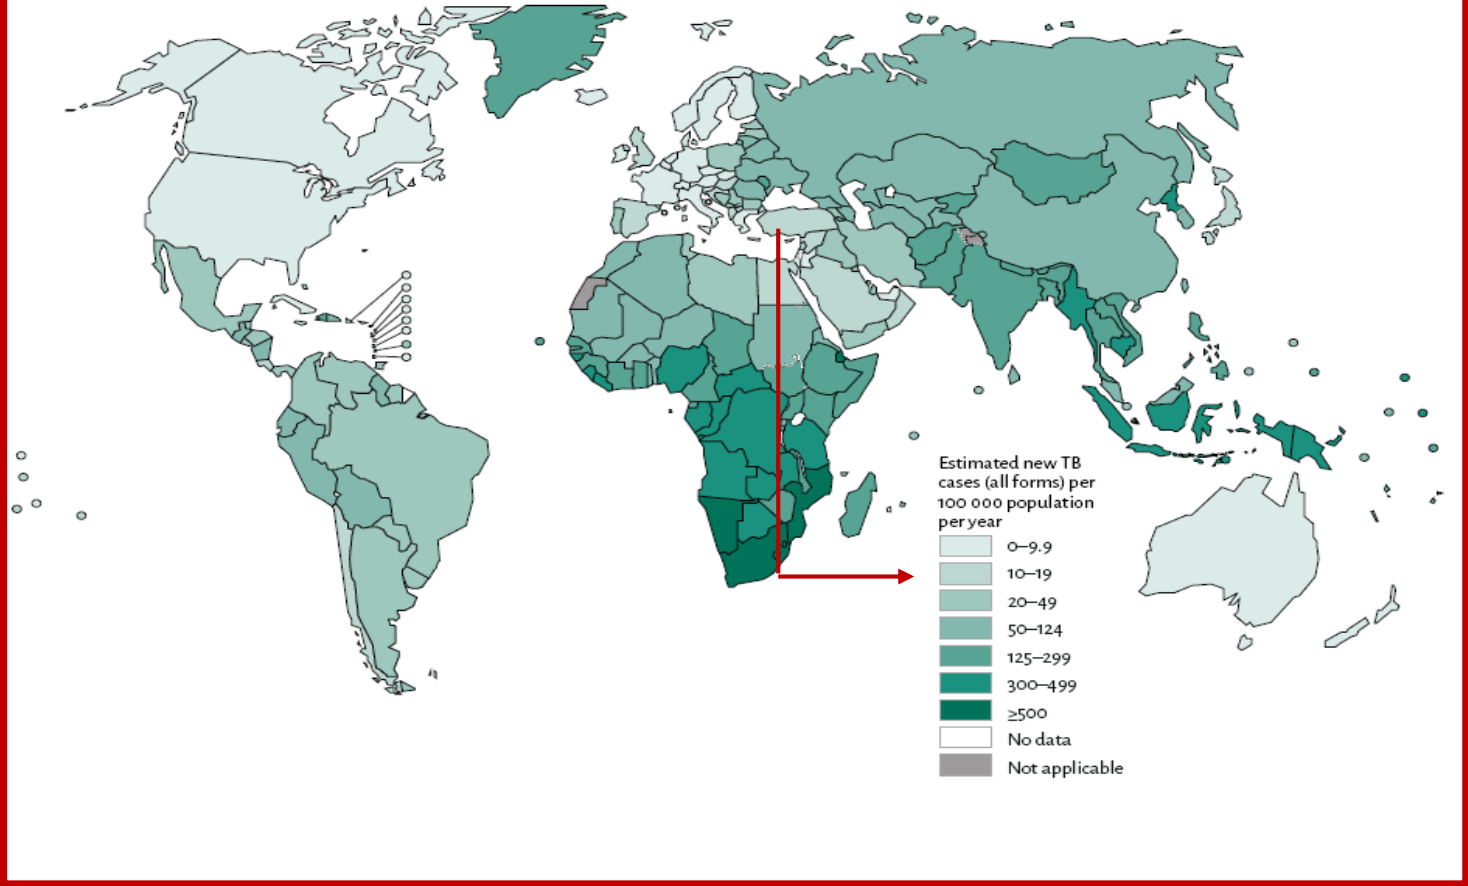 Estimated new TB
cases (all forms) per
100 000 population
per year
0–9.9
10–19
20–49
50–124
125–299
300–499
≥500
No data
Not applicable